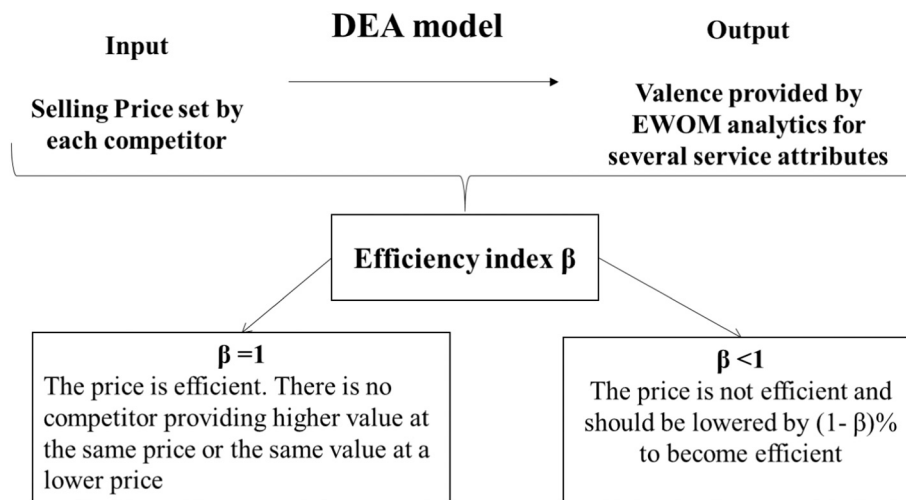 Input
DEA model
Output
Selling Price set by
each competitor
Valence provided by
EWOM analytics for
several service attributes
Efficiency index β
β =1
The price is efficient. There is no
competitor providing higher value at
the same price or the same value at a
lower price
β <1
The price is not efficient and
should be lowered by (1- β)%
to become efficient